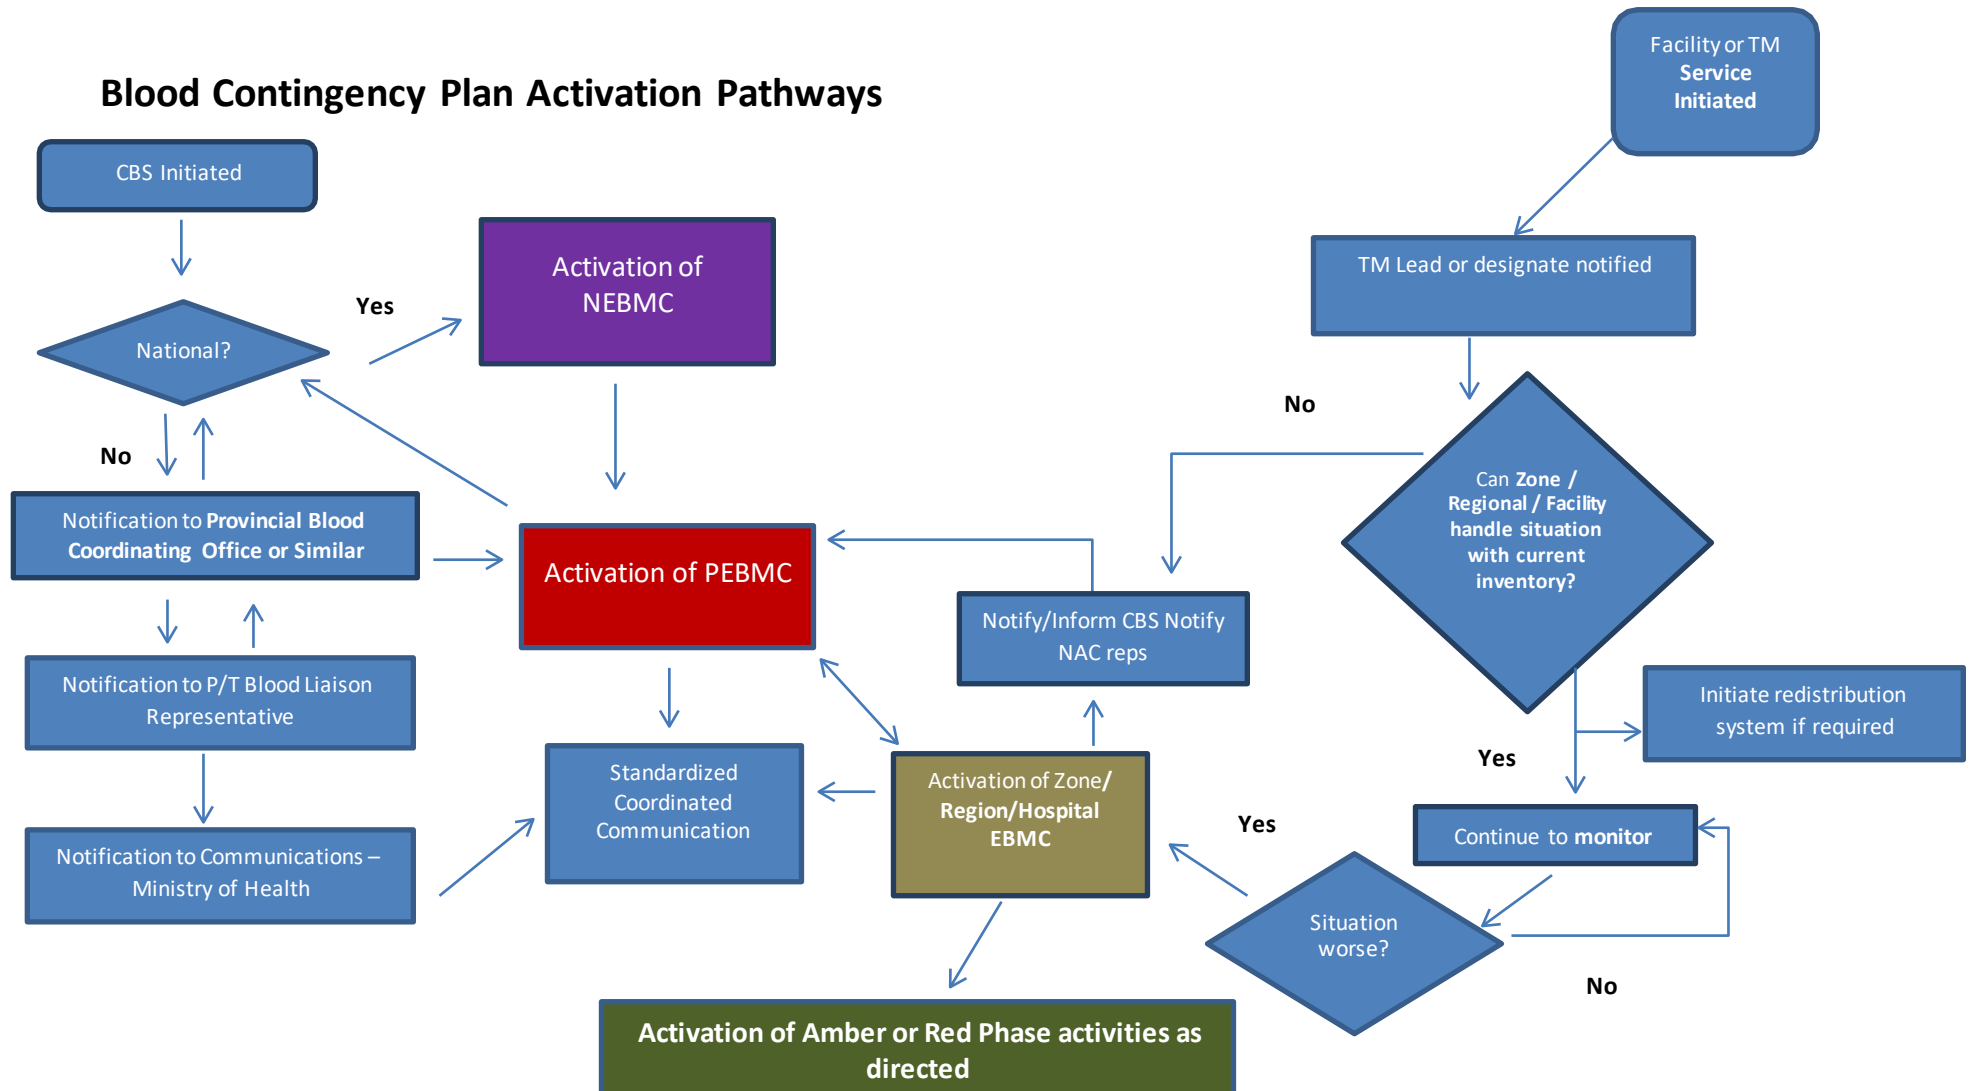 Blood Contingency Plan Activation Pathways
Facility or TM
Service
Initiated
CBS Initiated
Activation of
NEBMC
TM Lead or designate notified
Yes
National?
No
No
Notification to Provincial Blood
Coordinating Office or Similar
Activation of PEBMC
Can Zone /
Regional / Facility
handle situation
with current
inventory?
Notify/Inform CBS Notify
NAC reps
Notification to P/T Blood Liaison
Representative
Initiate redistribution
system if required
Yes
Standardized
Coordinated
Communication
Activation of Zone/
Region/Hospital
EBMC
Yes
Continue to monitor
Notification to Communications –
Ministry of Health
Situation
worse?
No
Activation of Amber or Red Phase activities as
directed